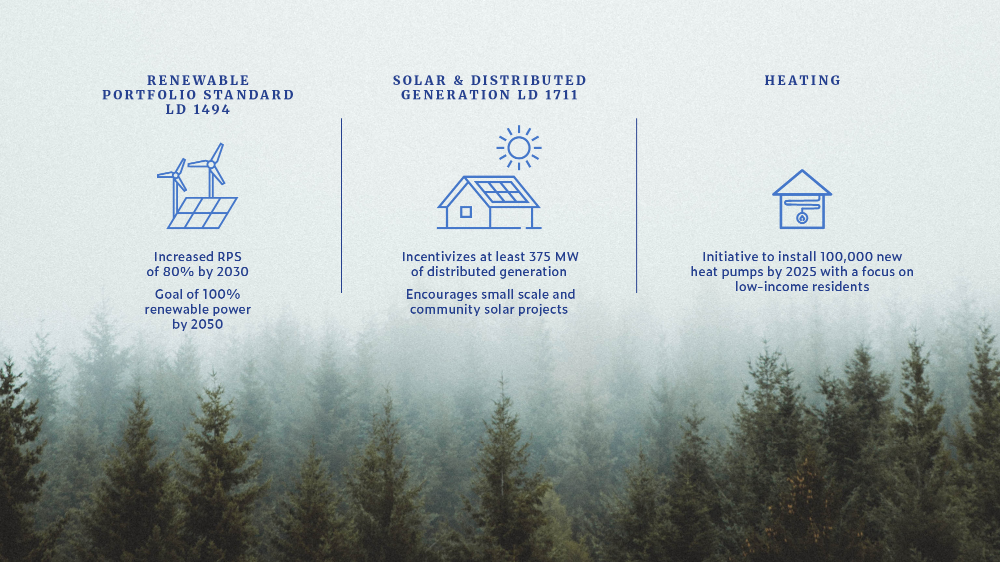 RENEWABLE
PORTFOLIO STANDARD
LD 1494
Increased RPS
of 80% by 2030
Goal of 100%
renewable power
by 2050
SOLAR & DISTRIBUTED
GENERATION LD 1711
Incentivizes at least 375 MW
of distributed generation
Encourages small scale and
community solar projects
HEATING
Initiative to install 100,000 new
heat pumps by 2025 with a focus on
low-income residents